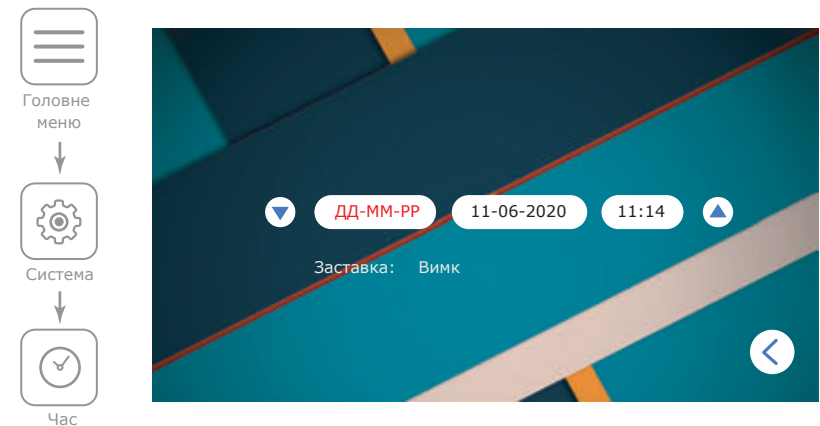 Головне
меню
Система
Час
ДД-ММ-РР 11-06-2020 11:14
Заставка: Вимк